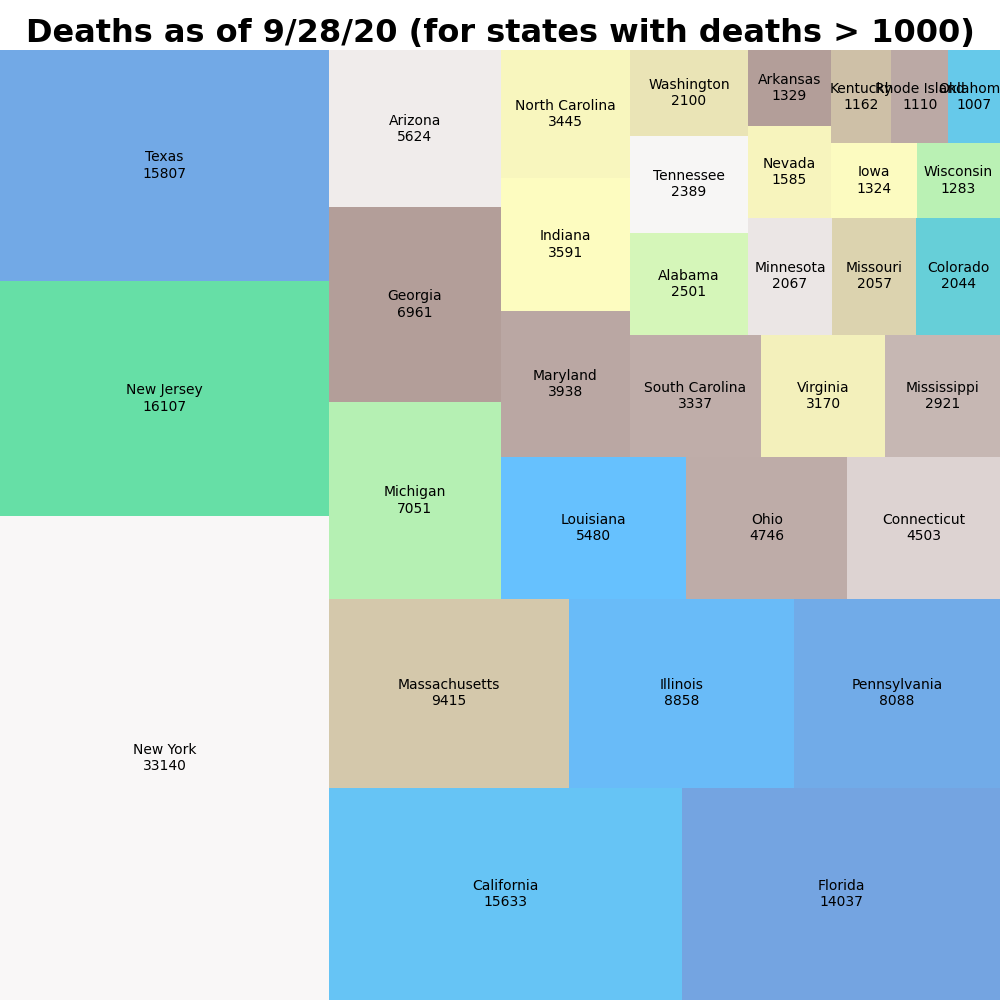 Deaths as of 9/28/20 (for states with deaths > 1000)
Texas
15807
New Jersey
16107
New York
33140
Arizona
5624
Georgia
6961
Michigan
7051
North Carolina
3445
Indiana
3591
Maryland
3938
Washington
2100
Tennessee
2389
Alabama
2501
Arkansas
1329
Nevada
1585
Kentucky
1162
Rhode Island
1110
Oklahom
1007
Iowa
1324
Wisconsin
1283
Minnesota
2067
Missouri
2057
Colorado
2044
South Carolina
3337
Virginia
3170
Mississippi
2921
Louisiana
5480
Ohio
4746
Connecticut
4503
Massachusetts
9415
Illinois
8858
Pennsylvania
8088
California
15633
Florida
14037